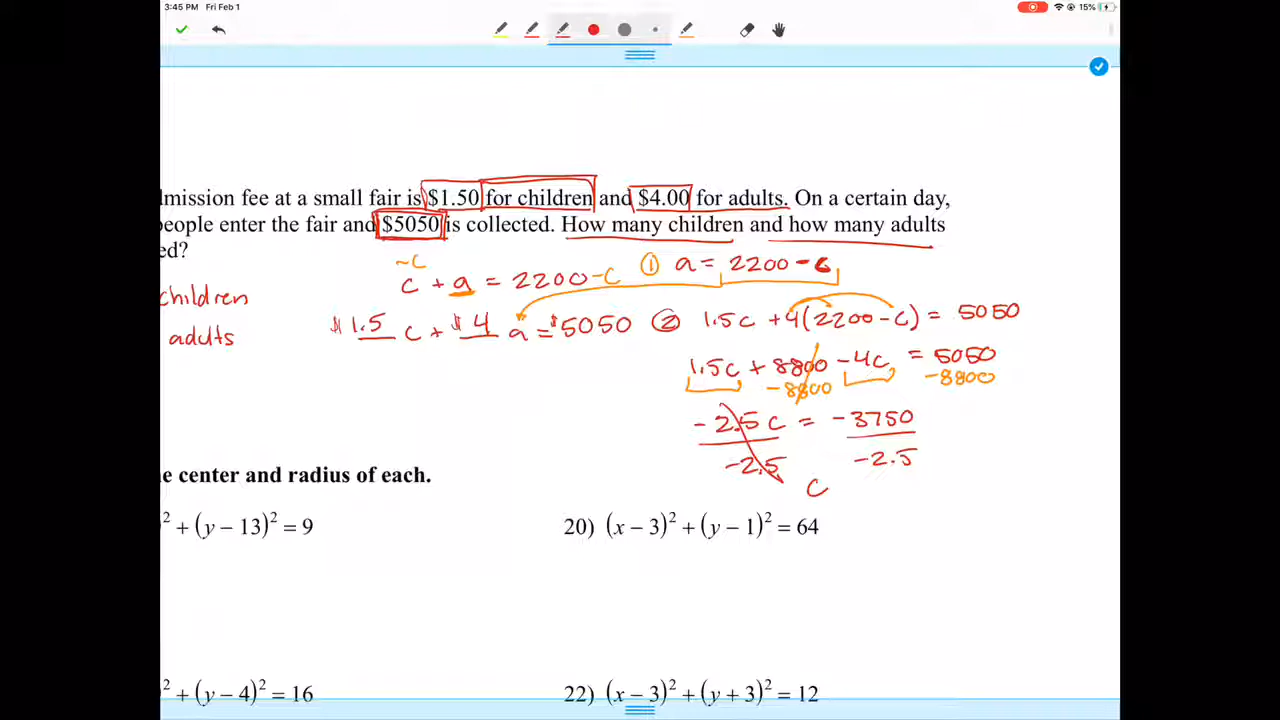 3:45 PM Fri Feb 1
15%
lmission fee at a small fair is $1.50 for children and $4.00 for adults. On a certain day,
people enter the fair and $5050 is collected. How many children and how many adults
ed?
-c
c + a = 2200 - c
① a = 2200 - c
children
adults
$1.5 c + $4 a = $5050
② 1.5c + 4(2200 - c) = 5050
1.5c + 8800 - 4c = 5050
-8800 -8800
-2.5c = -3750
-2.5 -2.5
c
e center and radius of each.
² + (y − 13)² = 9
20) (x − 3)² + (y − 1)² = 64
² + (y − 4)² = 16
22) (x − 3)² + (y + 3)² = 12